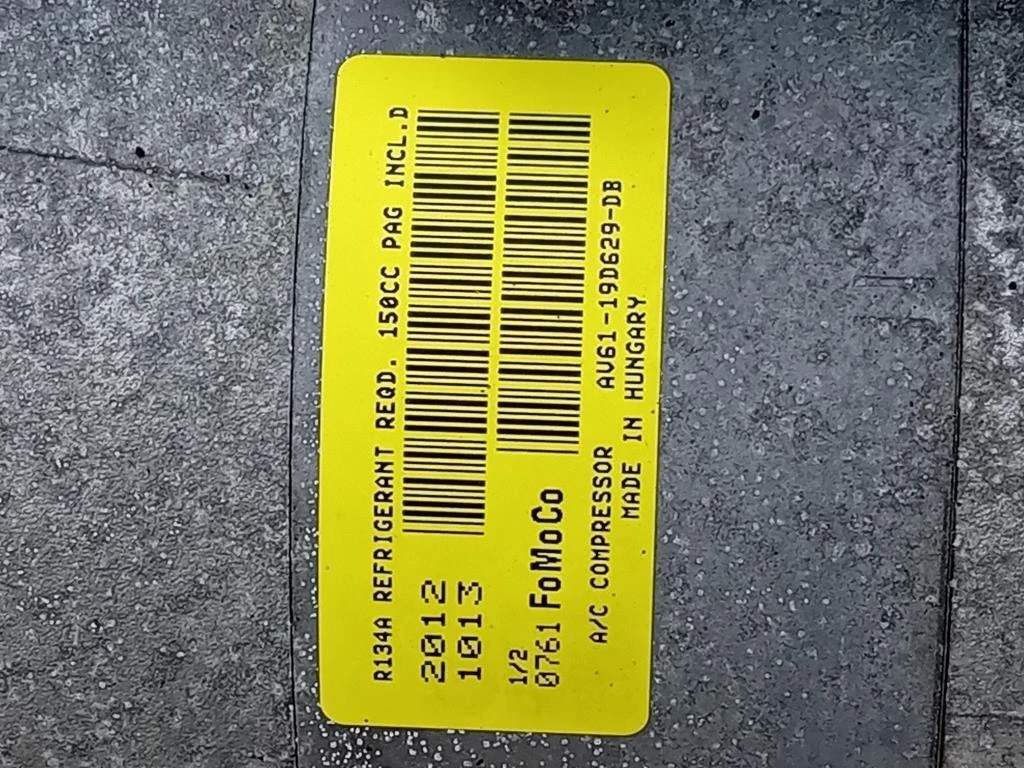 R134A REFRIGERANT REQD. 150CC PAG INCL.D
2012
1013
1/2
0761 FoMoCo
A/C COMPRESSOR AV61-19D629-DB
MADE IN HUNGARY